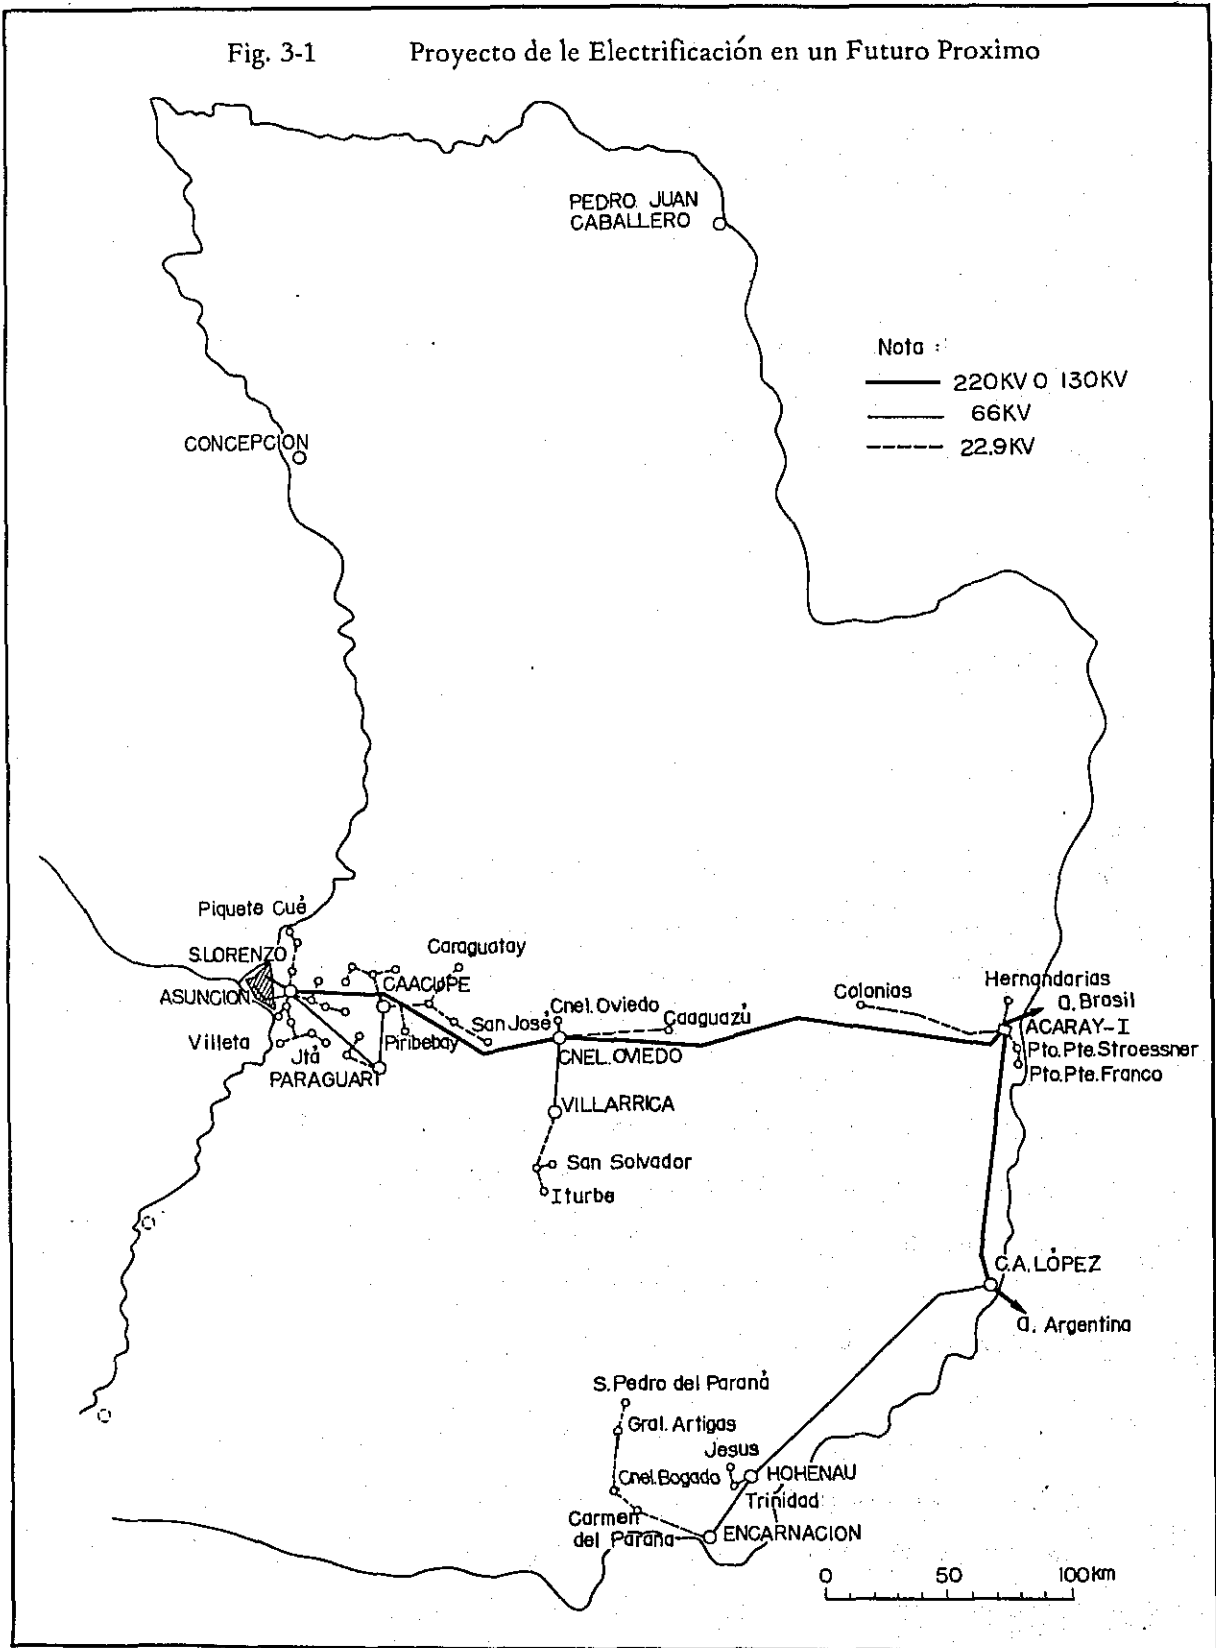 Fig. 3-1 Proyecto de le Electrificación en un Futuro Proximo
PEDRO JUAN
CABALLERO
Nota :
220KV O 130KV
66KV
22.9KV
CONCEPCION
Piquete Cué
S.LORENZO
Caraguatay
CAACUPE
ASUNCION
Hernandarias
a. Brasil
Colonias
Cnel. Oviedo
San José
Caaguazú
ACARAY-I
Villeta
Jtá
Piribebay
PARAGUARI
CNEL. OVIEDO
Pto.Pte.Stroessner
Pto.Pte.Franco
VILLARRICA
San Solvador
Iturbe
C.A. LÓPEZ
a. Argentina
S. Pedro del Paraná
Gral. Artigas
Jesus
Cnel. Bogado
HOHENAU
Trinidad
Carmen
del Parana
ENCARNACION
0 50 100km